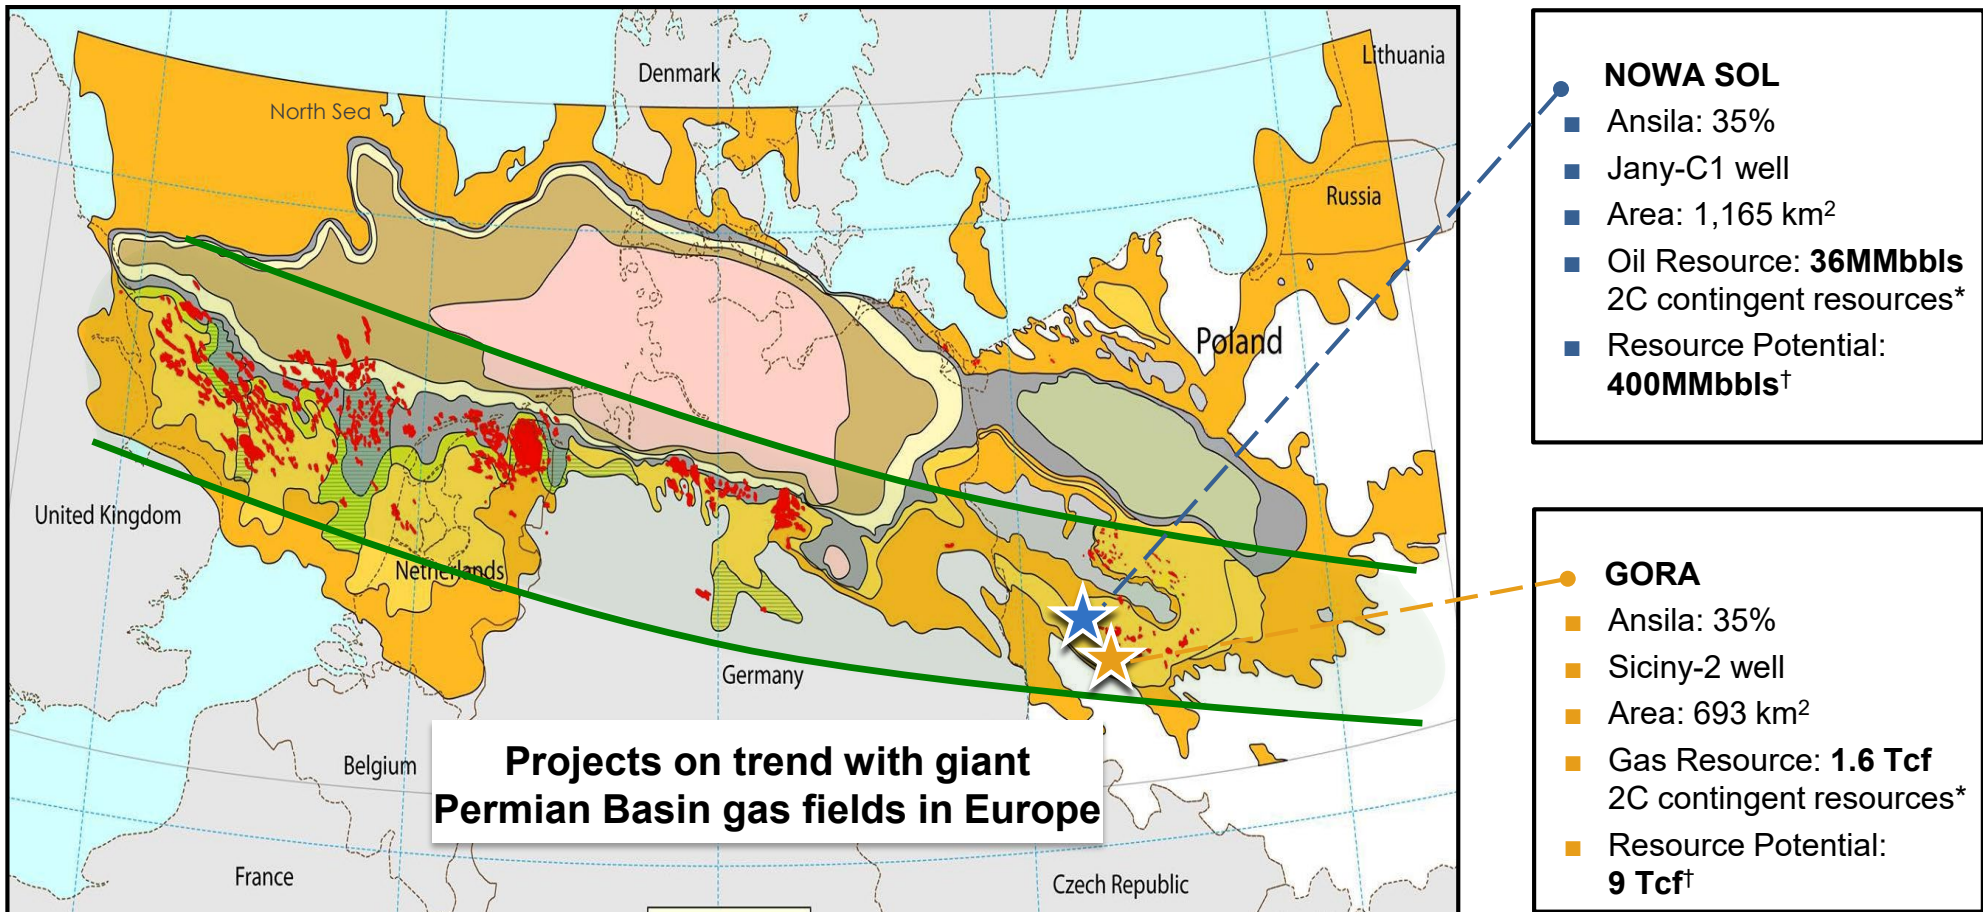 Lithuania
Denmark
North Sea
Russia
Poland
United Kingdom
Netherlands
Germany
Belgium
France
Czech Republic
Projects on trend with giant
Permian Basin gas fields in Europe
NOWA SOL
■ Ansila: 35%
■ Jany-C1 well
■ Area: 1,165 km²
■ Oil Resource: 36MMbbls
2C contingent resources*
■ Resource Potential:
400MMbbls†
GORA
■ Ansila: 35%
■ Siciny-2 well
■ Area: 693 km²
■ Gas Resource: 1.6 Tcf
2C contingent resources*
■ Resource Potential:
9 Tcf†